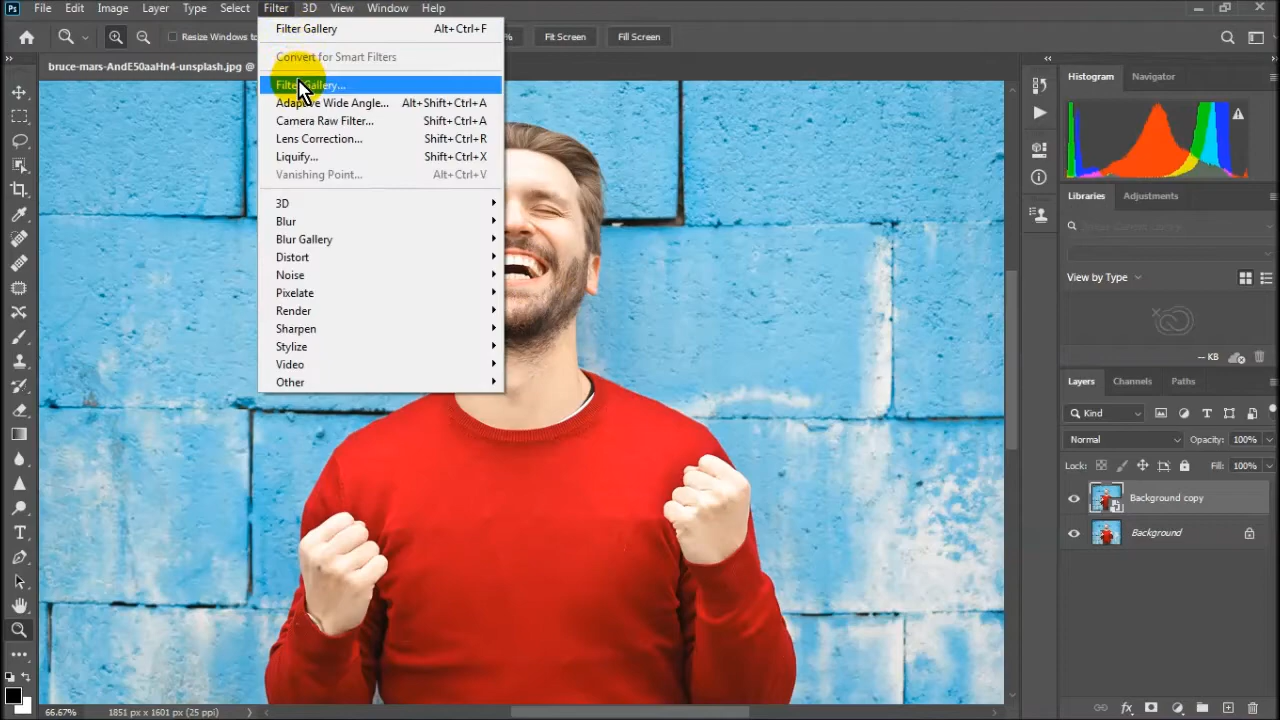 Ps File Edit Image Layer Type Select Filter 3D View Window Help
Resize Windows to % Fit Screen Fill Screen
bruce-mars-AndE50aaHn4-unsplash.jpg @
Filter Gallery Alt+Ctrl+F
Convert for Smart Filters
Filter Gallery...
Adaptive Wide Angle... Alt+Shift+Ctrl+A
Camera Raw Filter... Shift+Ctrl+A
Lens Correction... Shift+Ctrl+R
Liquify... Shift+Ctrl+X
Vanishing Point... Alt+Ctrl+V
3D
Blur
Blur Gallery
Distort
Noise
Pixelate
Render
Sharpen
Stylize
Video
Other
Histogram Navigator
Libraries Adjustments
View by Type
-- KB
Layers Channels Paths
Kind
Normal Opacity: 100%
Lock: Fill: 100%
Background copy
Background
66.67% 1851 px x 1601 px (25 ppi)